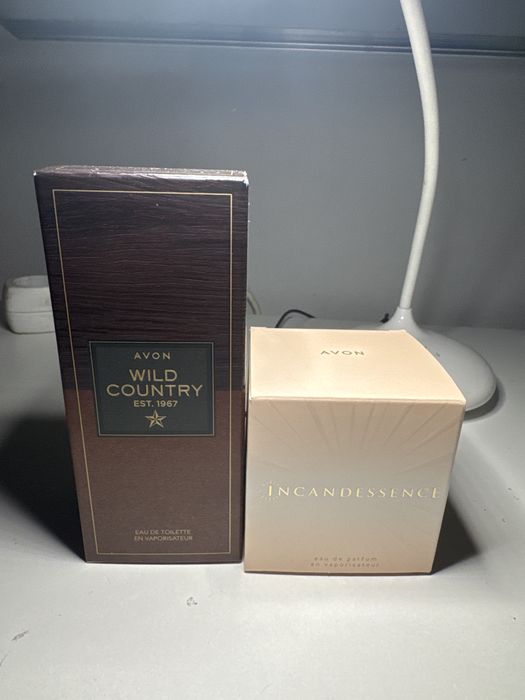 AVON
WILD
COUNTRY
EST. 1967
EAU DE TOILETTE
EN VAPORISATEUR
AVON
INCANDESSENCE
eau de parfum
en vaporisateur